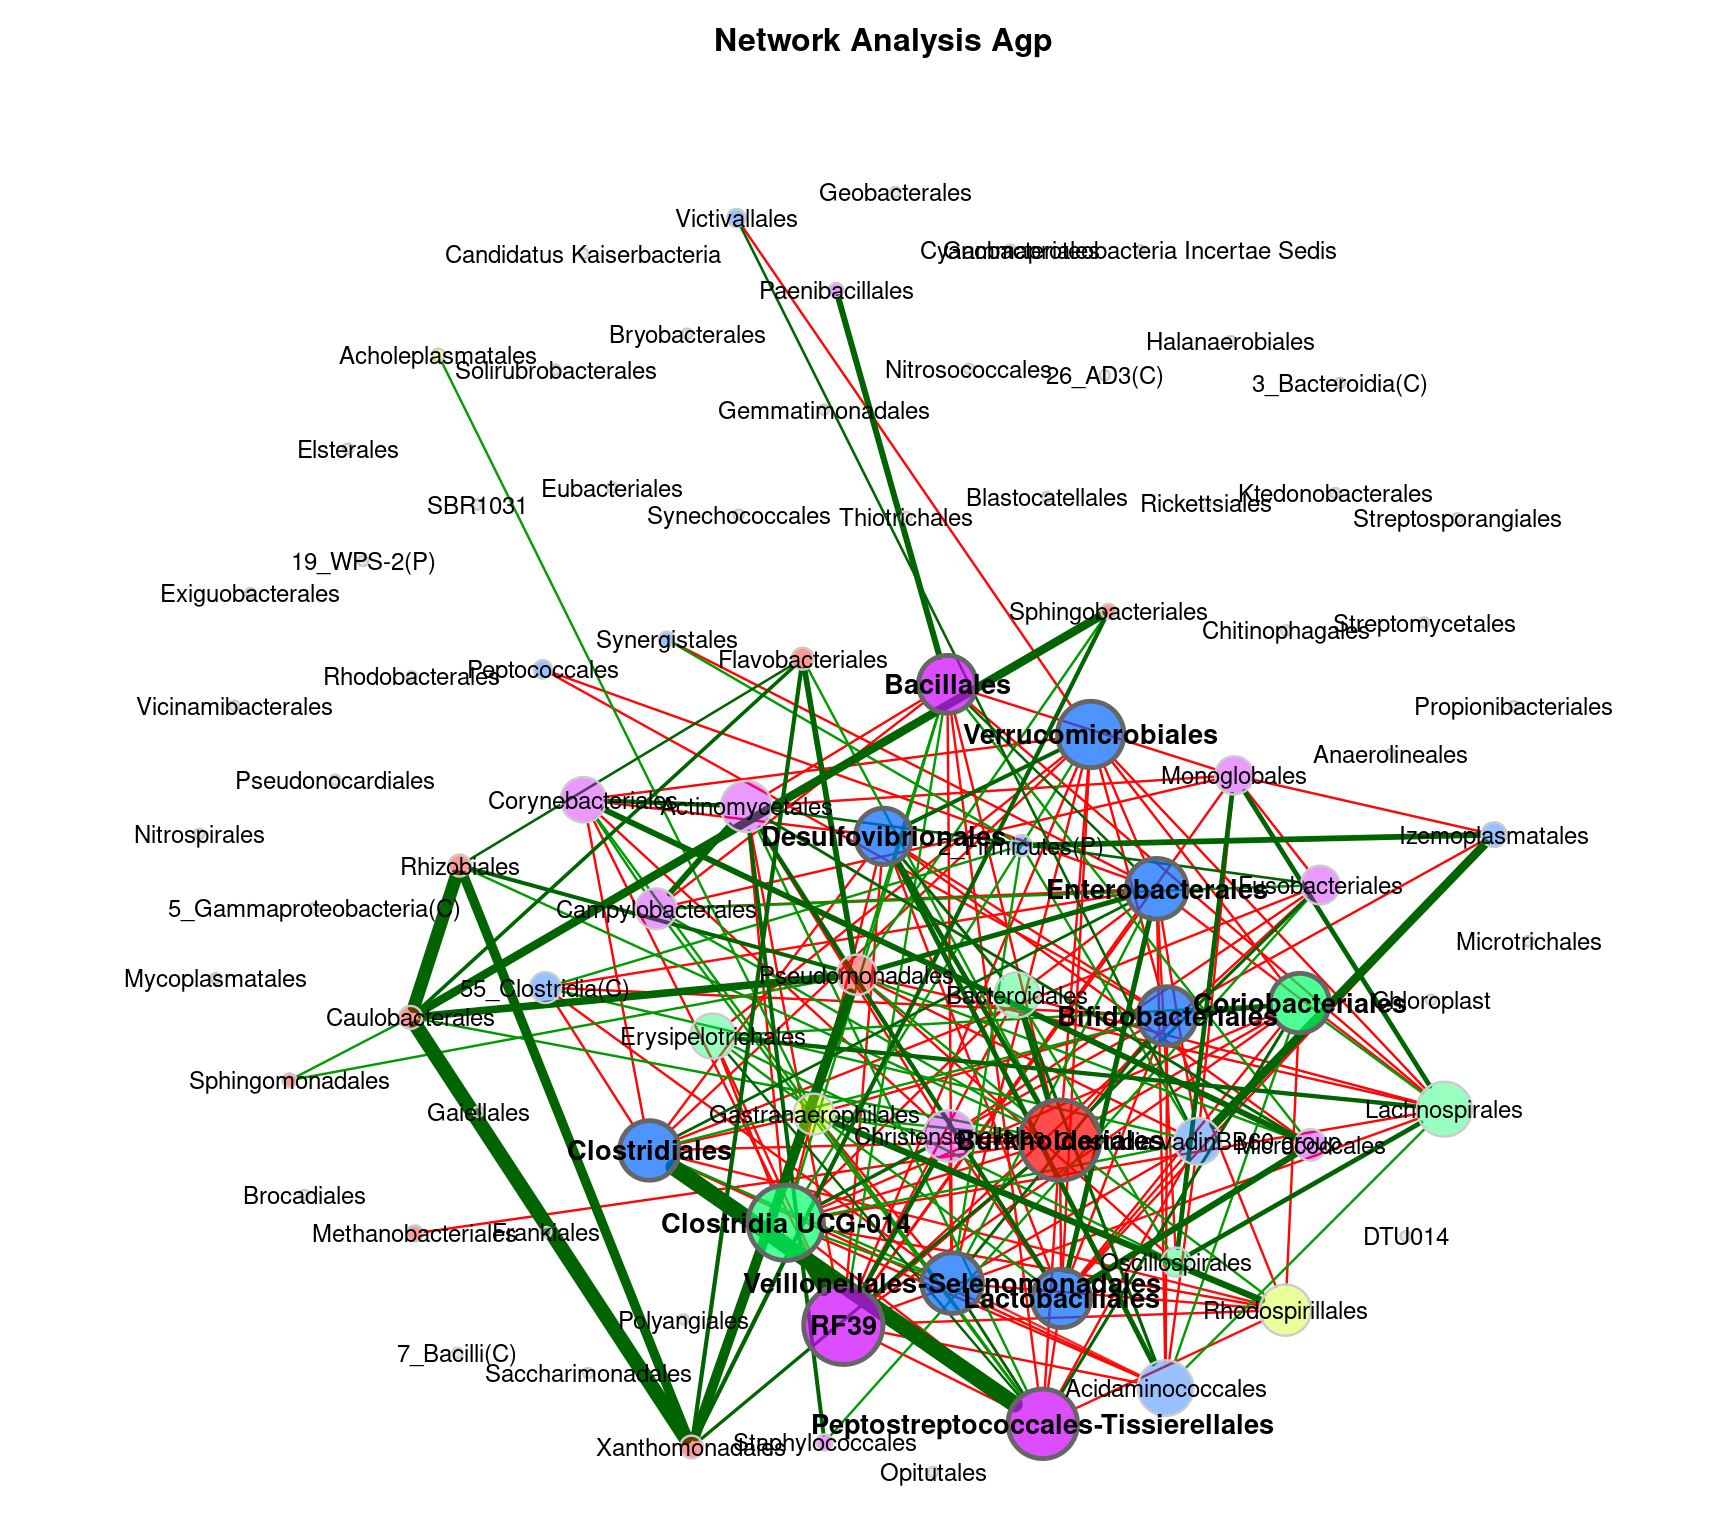 Network Analysis Agp
Geobacterales
Victivallales
Candidatus Kaiserbacteria
Cyanobacteriales
Gammaproteobacteria Incertae Sedis
Paenibacillales
Bryobacterales
Halanaerobiales
Acholeplasmatales
Solirubrobacterales
Nitrosococcales
26_AD3(C)
3_Bacteroidia(C)
Gemmatimonadales
Elsterales
Eubacteriales
SBR1031
Blastocatellales
Rickettsiales
Ktedonobacterales
Synechococcales
Thiotrichales
Streptosporangiales
19_WPS-2(P)
Exiguobacterales
Sphingobacteriales
Chitinophagales
Streptomycetales
Synergistales
Flavobacteriales
Peptococcales
Rhodobacterales
Bacillales
Vicinamibacterales
Propionibacteriales
Verrucomicrobiales
Anaerolineales
Monoglobales
Pseudonocardiales
Corynebacteriales
Actinomycetales
Nitrospirales
Desulfovibrionales
2_Firmicutes(P)
Izemoplasmatales
Rhizobiales
Enterobacterales
Fusobacteriales
5_Gammaproteobacteria(C)
Campylobacterales
Microtrichales
Mycoplasmatales
55_Clostridia(C)
Pseudomonadales
Bacteroidales
Coriobacteriales
Chloroplast
Caulobacterales
Bifidobacteriales
Erysipelotrichales
Sphingomonadales
Gaiellales
Gastranaerophilales
Lachnospirales
Clostridiales
Christensenellales
Burkholderiales
Clostridia vadinBB60 group
Micrococcales
Brocadiales
Methanobacteriales
Frankiales
Clostridia UCG-014
DTU014
Oscillospirales
Veillonellales-Selenomonadales
Lactobacillales
Rhodospirillales
Polyangiales
RF39
7_Bacilli(C)
Saccharimonadales
Acidaminococcales
Peptostreptococcales-Tissierellales
Xanthomonadales
Staphylococcales
Opitutales